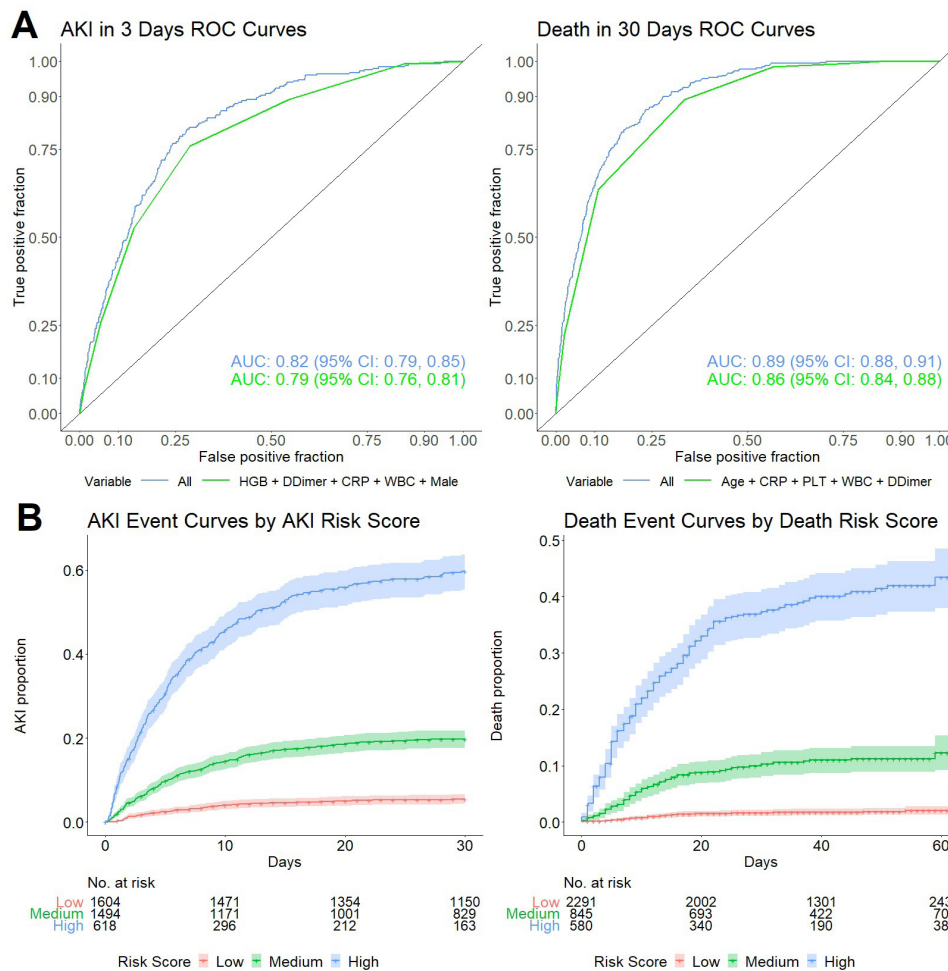 A
AKI in 3 Days ROC Curves
1.00
0.90
0.75
0.50
0.25
0.10
0.00
True positive fraction
AUC: 0.82 (95% CI: 0.79, 0.85)
AUC: 0.79 (95% CI: 0.76, 0.81)
0.00 0.10 0.25 0.50 0.75 0.90 1.00
False positive fraction
Variable All HGB + DDimer + CRP + WBC + Male
Death in 30 Days ROC Curves
1.00
0.90
0.75
0.50
0.25
0.10
0.00
True positive fraction
AUC: 0.89 (95% CI: 0.88, 0.91)
AUC: 0.86 (95% CI: 0.84, 0.88)
0.00 0.10 0.25 0.50 0.75 0.90 1.00
False positive fraction
Variable All Age + CRP + PLT + WBC + DDimer
B
AKI Event Curves by AKI Risk Score
0.6
0.4
0.2
0.0
AKI proportion
0 10 20 30
Days
No. at risk
Low 1604 1471 1354 1150
Medium 1494 1171 1001 829
High 618 296 212 163
Risk Score Low Medium High
Death Event Curves by Death Risk Score
0.5
0.4
0.3
0.2
0.1
0.0
Death proportion
0 20 40 60
Days
No. at risk
Low 2291 2002 1301 243
Medium 845 693 422 70
High 580 340 190 38
Risk Score Low Medium High